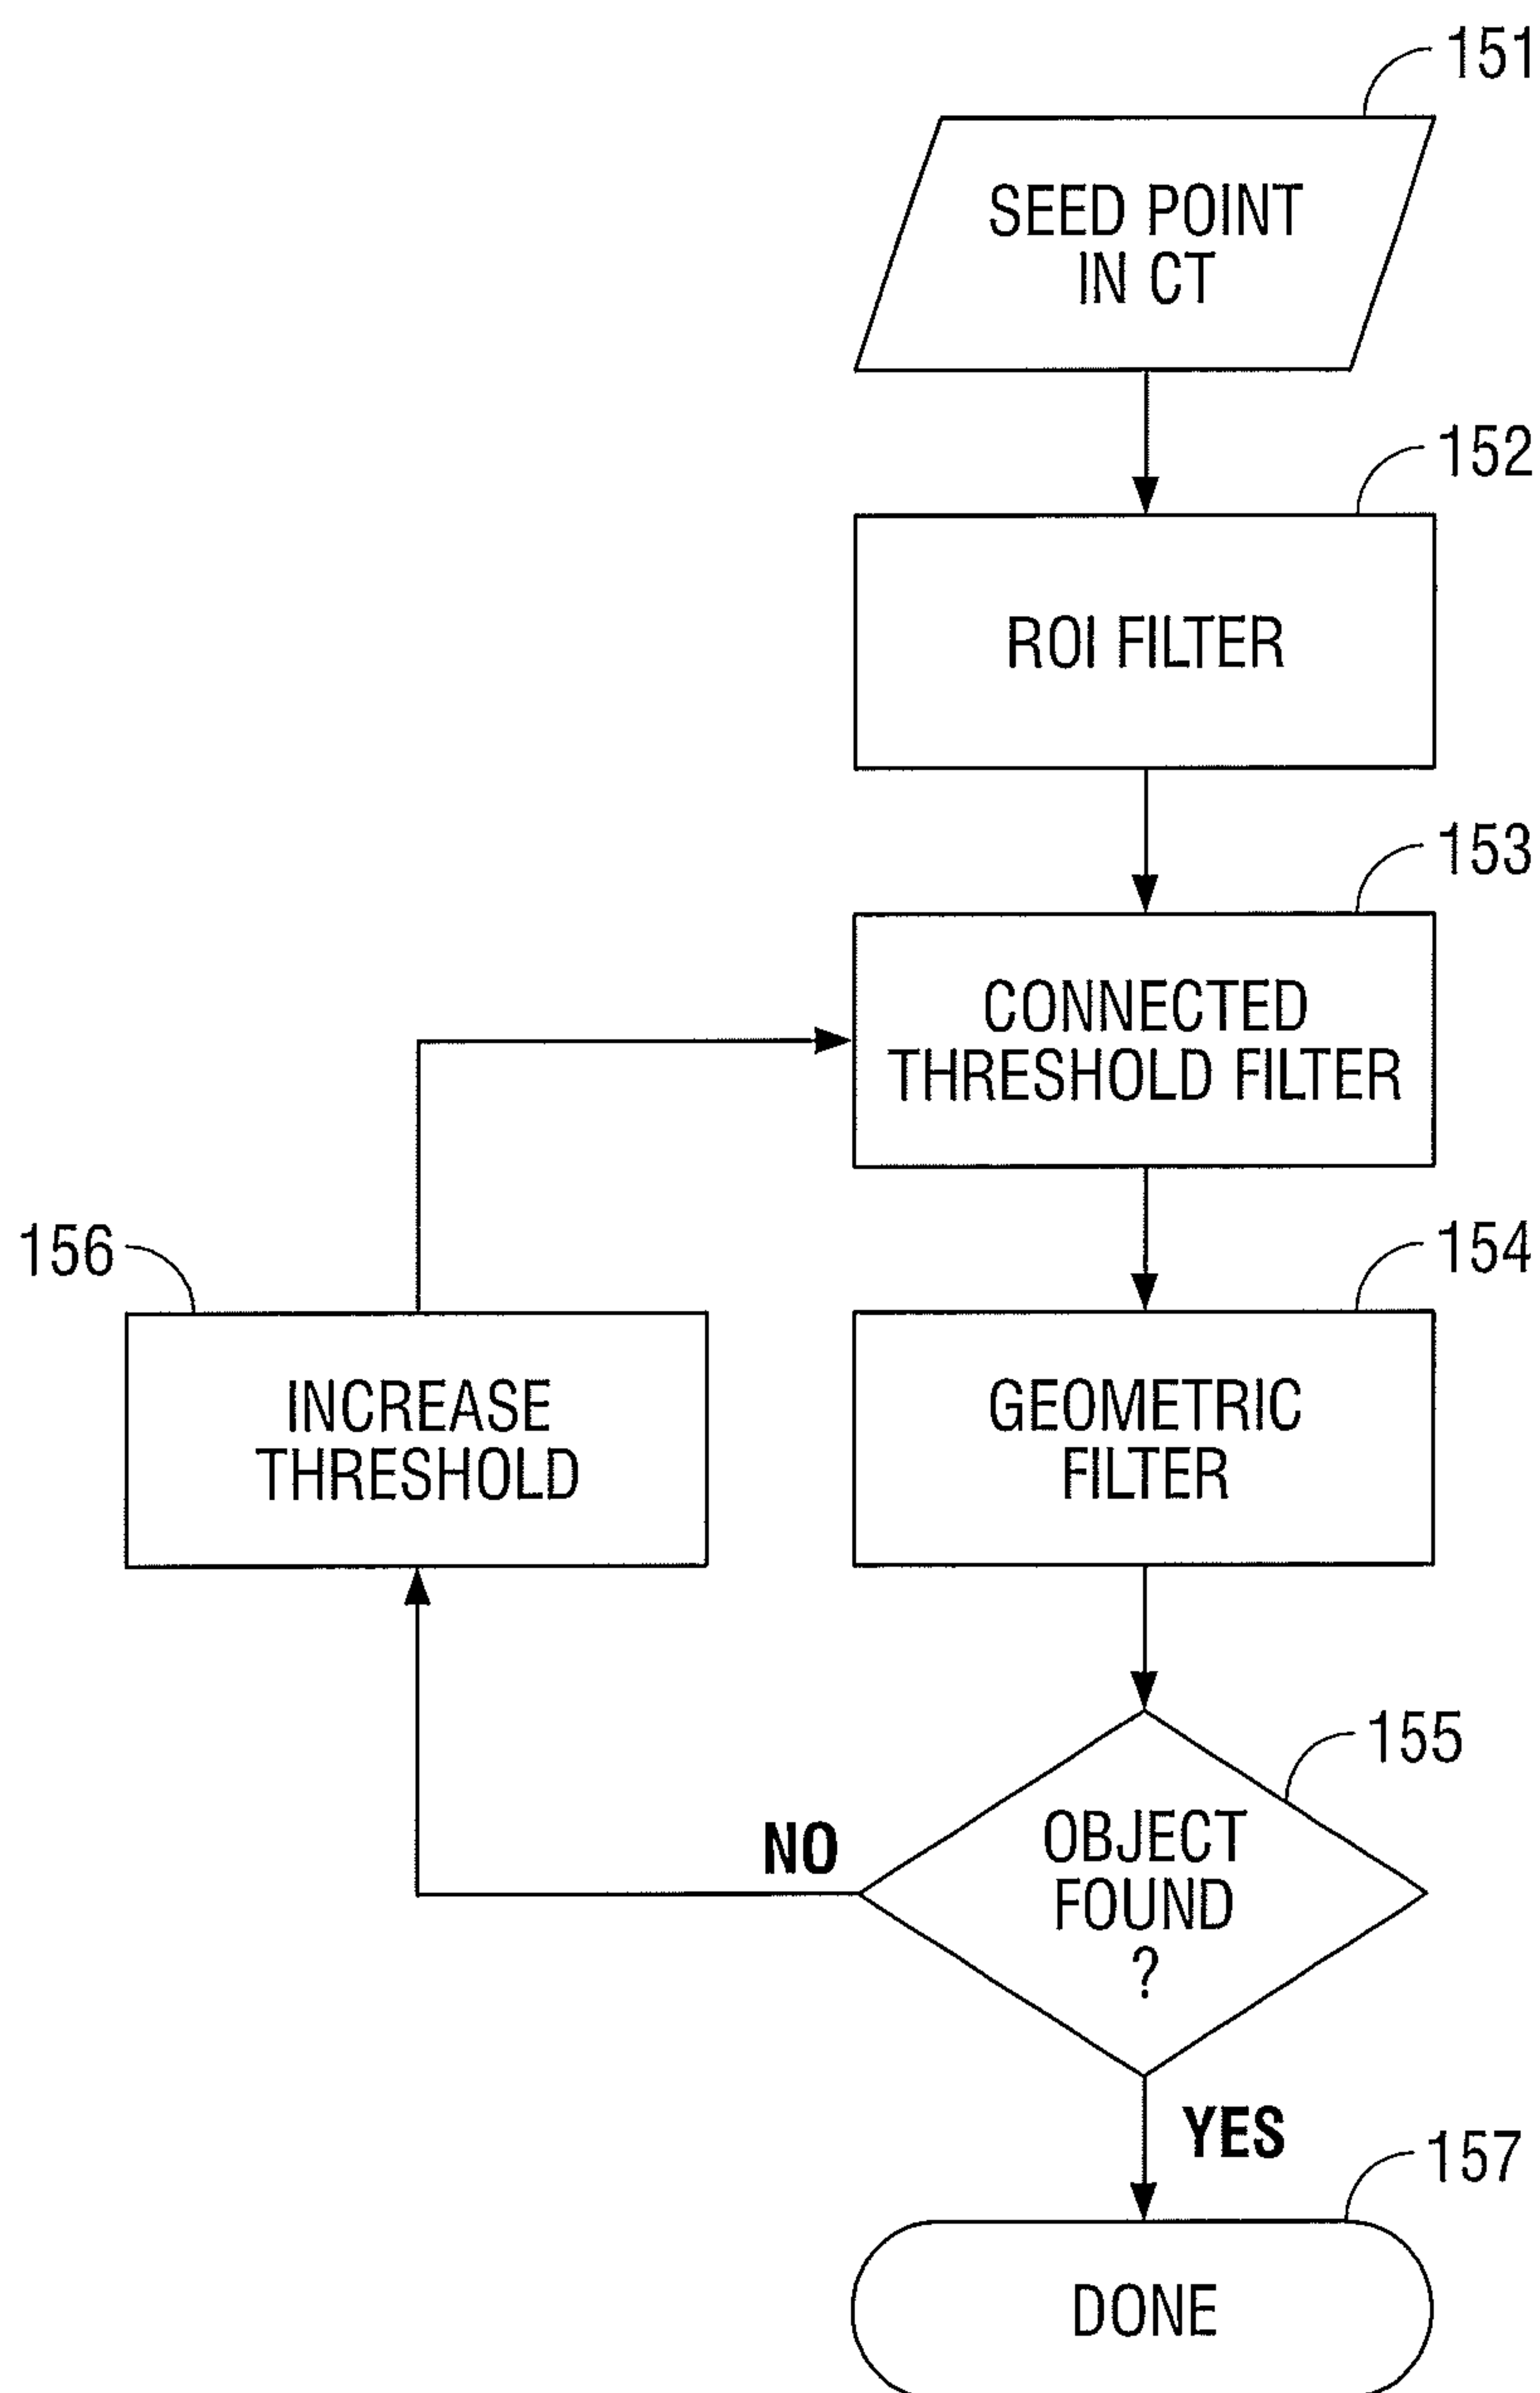 151
SEED POINT
IN CT
152
ROI FILTER
153
CONNECTED
THRESHOLD FILTER
156
154
INCREASE
THRESHOLD
GEOMETRIC
FILTER
155
NO
OBJECT
FOUND
?
YES
157
DONE